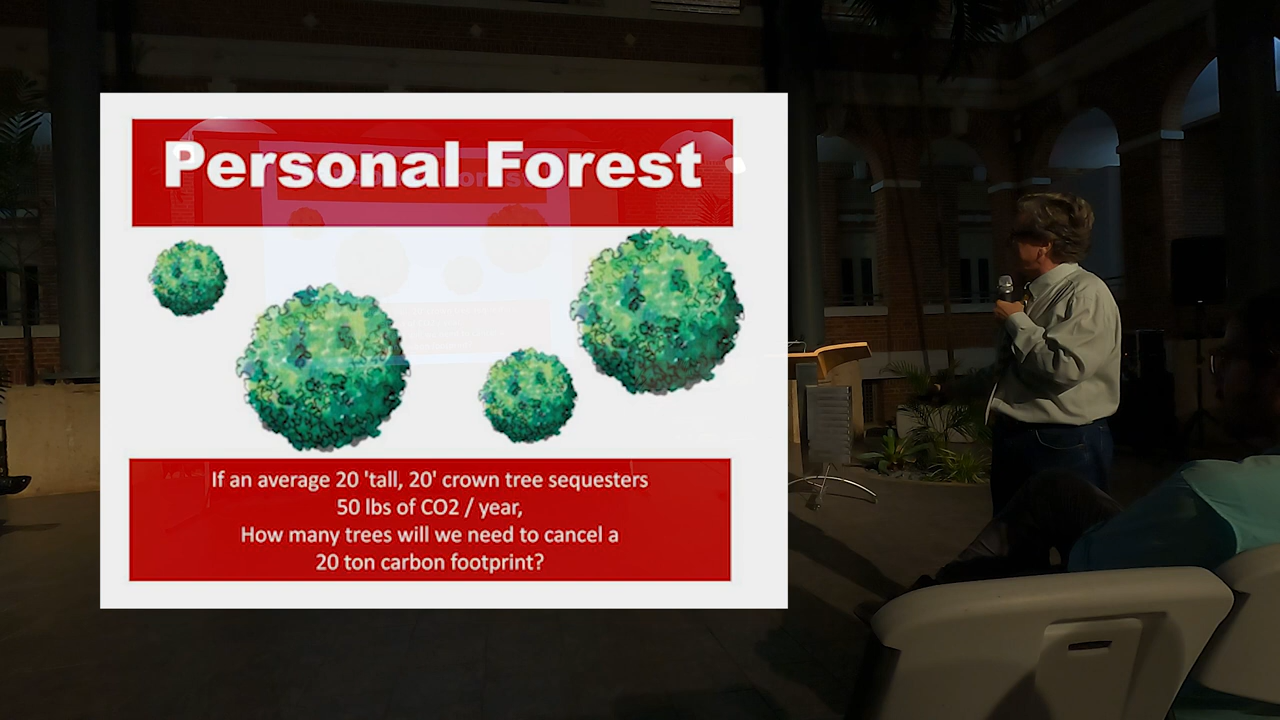 Personal Forest
If an average 20 'tall, 20' crown tree sequesters
50 lbs of CO2 / year,
How many trees will we need to cancel a
20 ton carbon footprint?